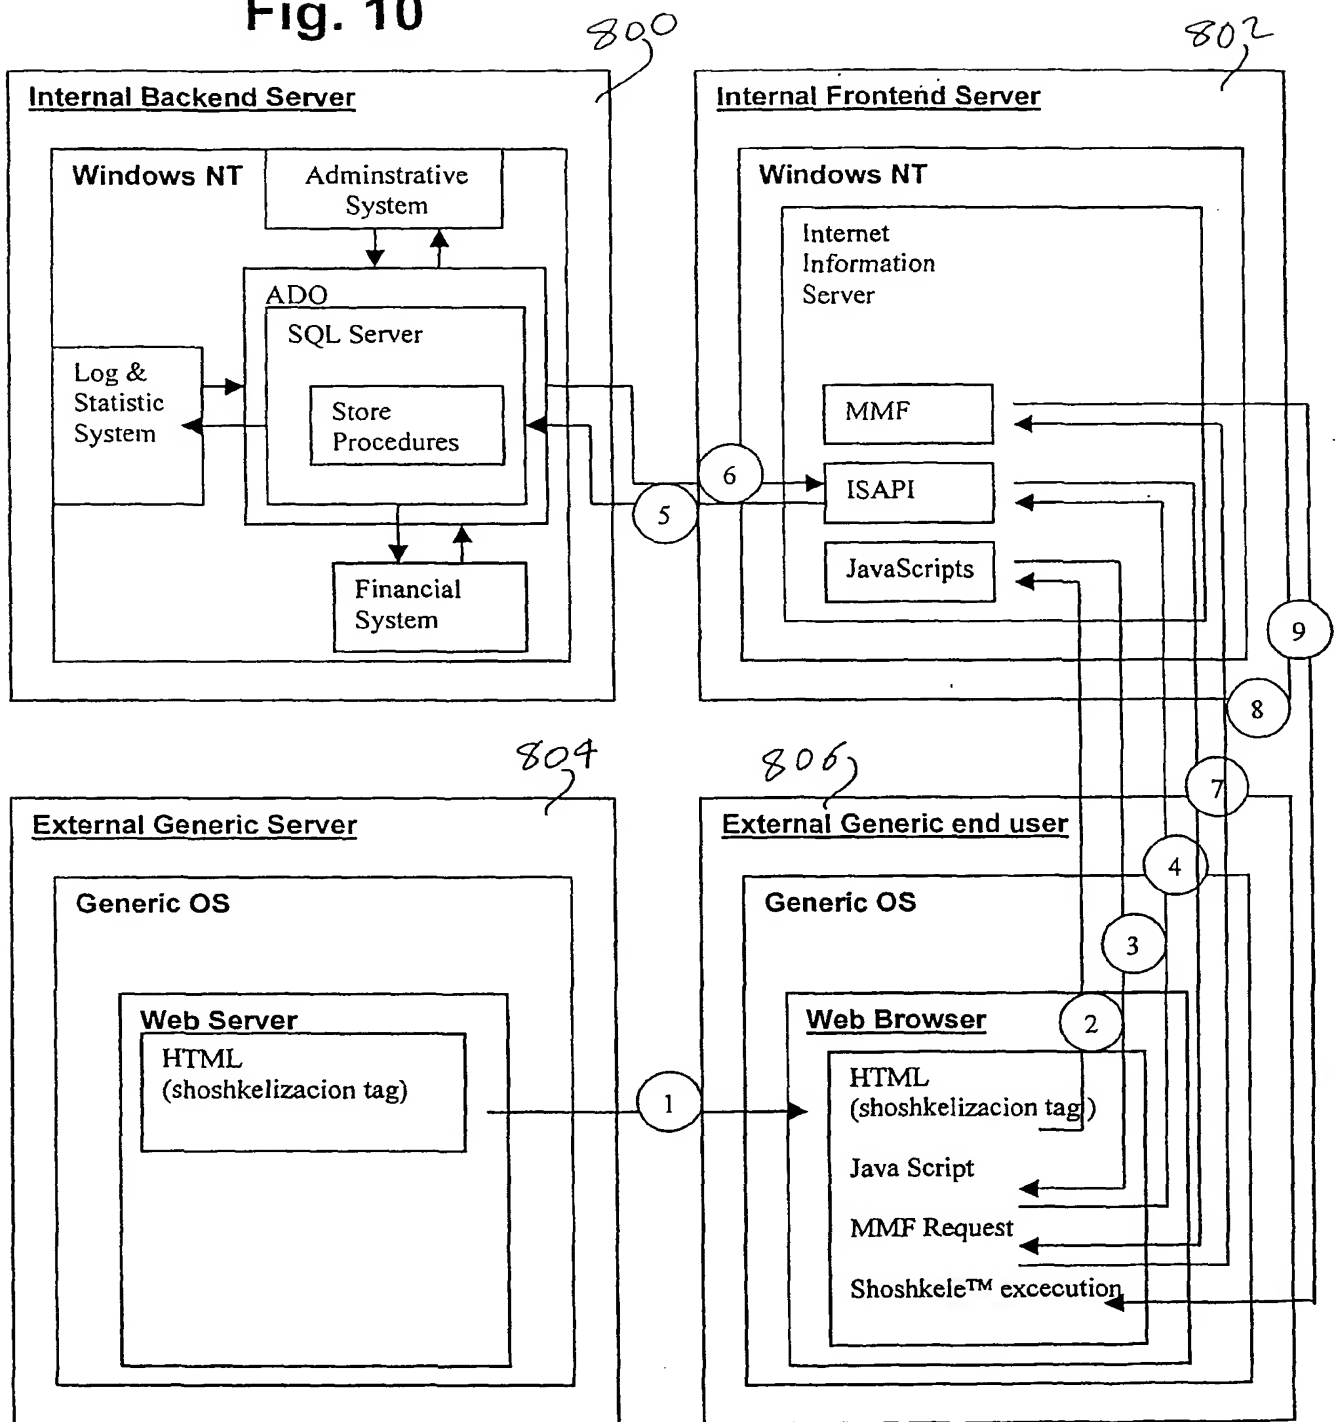 Fig. 10
800
802
Internal Backend Server
Windows NT
Adminstrative
System
ADO
SQL Server
Store
Procedures
Log &
Statistic
System
Financial
System
Internal Frontend Server
Windows NT
Internet
Information
Server
MMF
ISAPI
JavaScripts
6
5
9
8
7
4
3
2
1
804
806
External Generic Server
Generic OS
Web Server
HTML
(shoshkelizacion tag)
External Generic end user
Generic OS
Web Browser
HTML
(shoshkelizacion tag)
Java Script
MMF Request
Shoshkele™ excecution